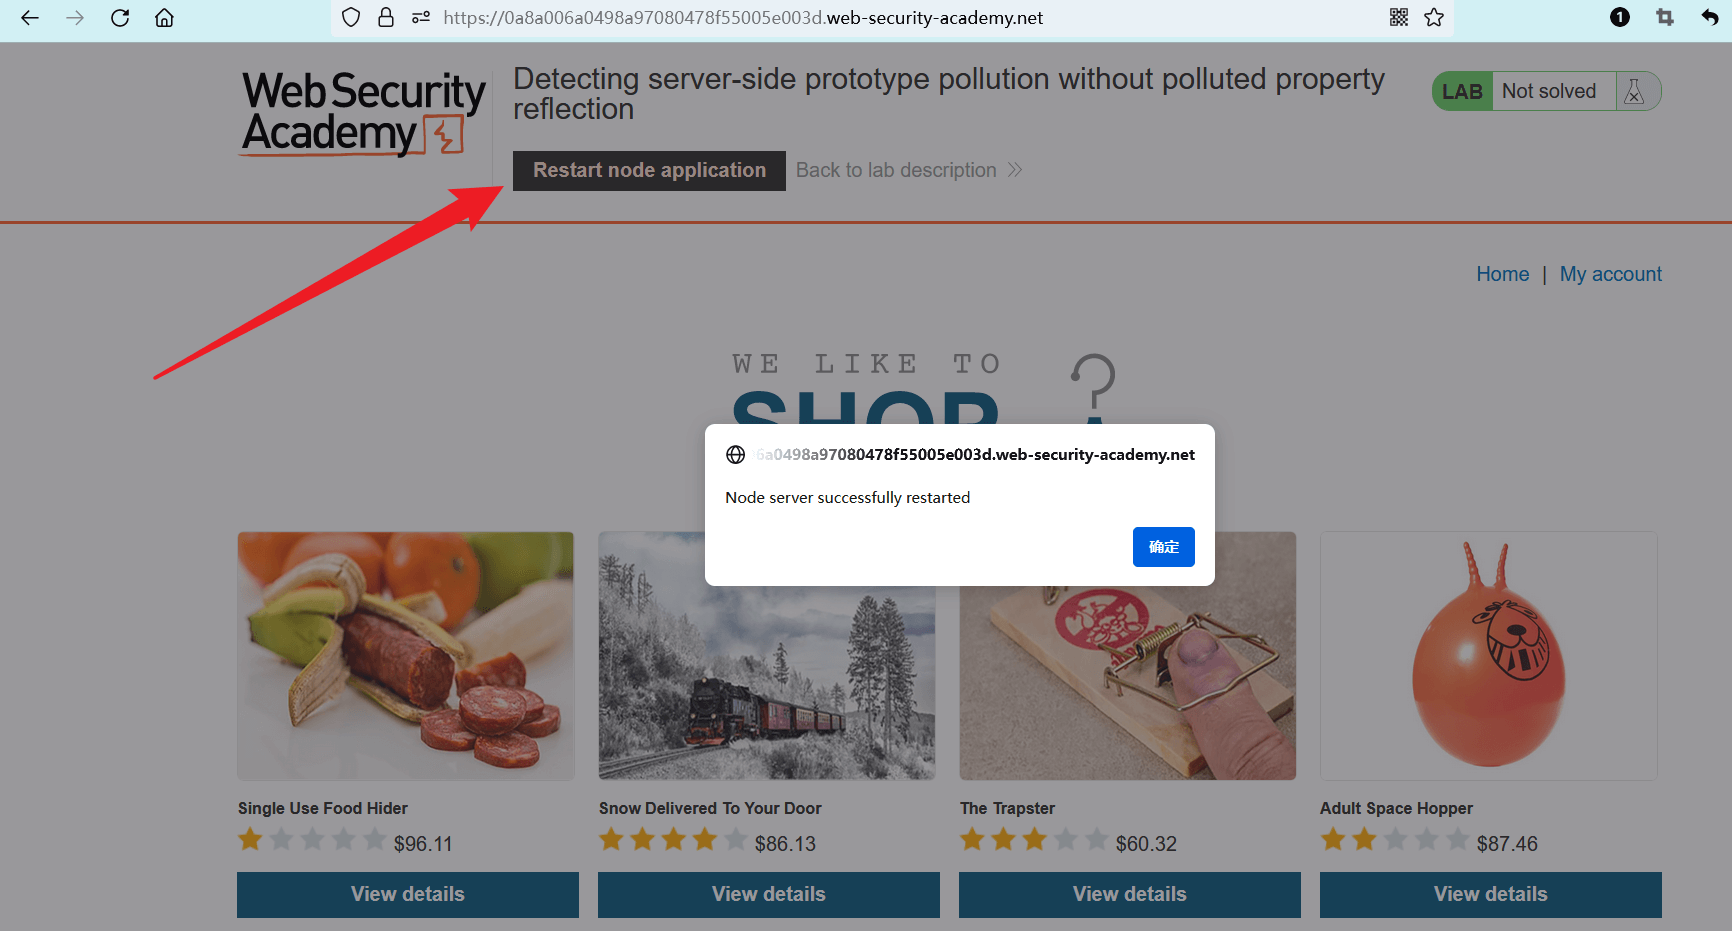 https://0a8a006a0498a97080478f55005e003d.web-security-academy.net
1
Web Security
Academy
Detecting server-side prototype pollution without polluted property
reflection
LAB Not solved
Restart node application
Back to lab description
Home | My account
WE LIKE TO
SHOP
6a0498a97080478f55005e003d.web-security-academy.net
Node server successfully restarted
确定
Single Use Food Hider
$96.11
View details
Snow Delivered To Your Door
$86.13
View details
The Trapster
$60.32
View details
Adult Space Hopper
$87.46
View details